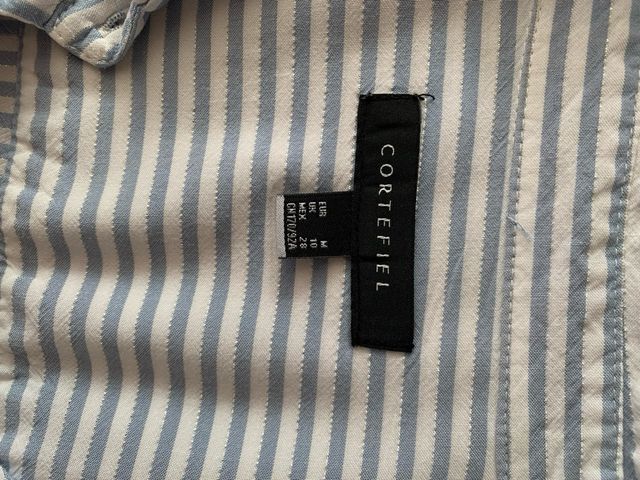 CORTEFIEL
EUR M
UK 10
MEX 28
CN170/92A